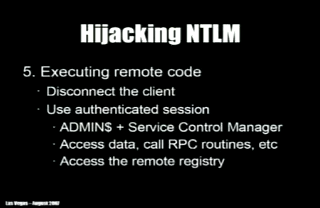 Hijacking NTLM
5. Executing remote code
· Disconnect the client
· Use authenticated session
· ADMIN$ + Service Control Manager
· Access data, call RPC routines, etc
· Access the remote registry
Las Vegas – August 2007